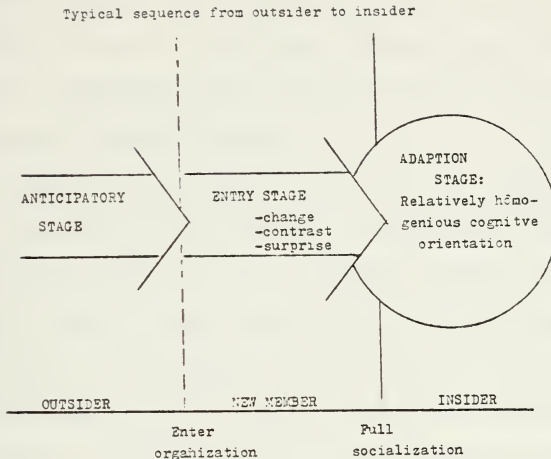 Typical sequence from outsider to insider
ANTICIPATORY
STAGE
ENTRY STAGE
-change
-contrast
-surprise
ADAPTION
STAGE:
Relatively homo-
genious cognitve
orientation
OUTSIDER
NEW MEMBER
INSIDER
Enter
organization
Full
socialization